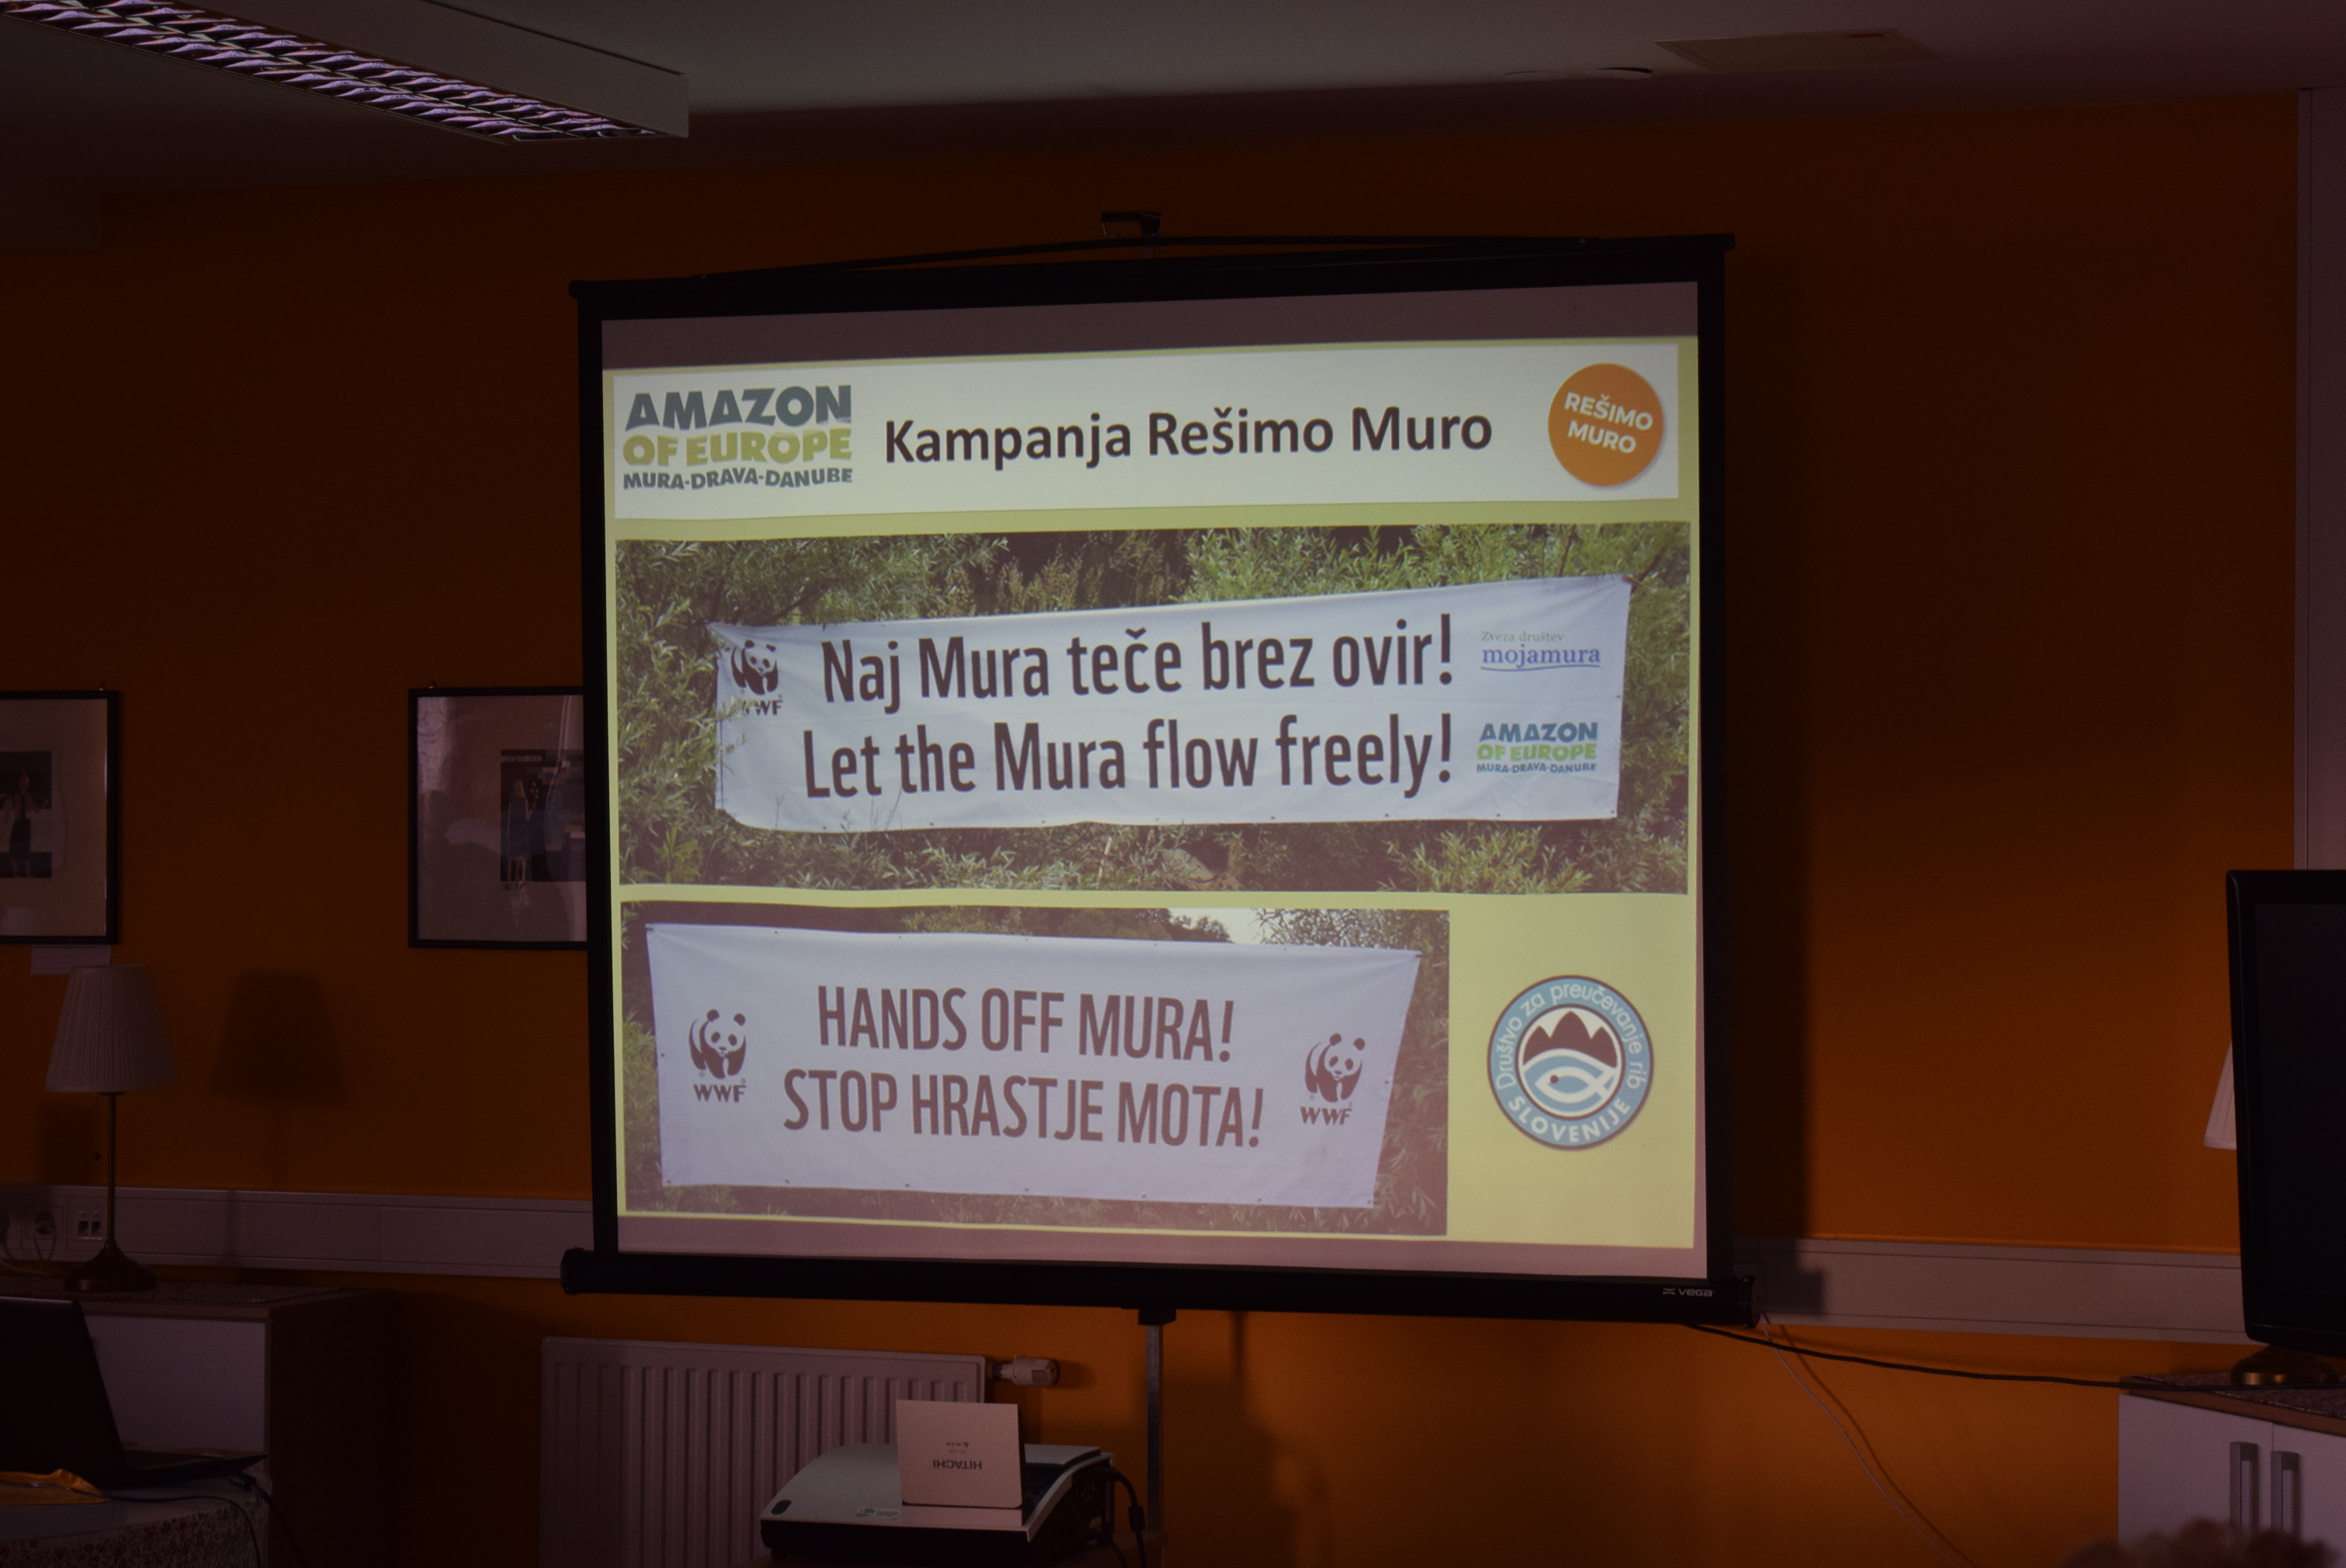 AMAZON
OF EUROPE
MURA-DRAVA-DANUBE
Kampanja Rešimo Muro
REŠIMO
MURO
WWF
Naj Mura teče brez ovir!
Let the Mura flow freely!
Zveza društev
mojamura
AMAZON
OF EUROPE
MURA-DRAVA-DANUBE
WWF
HANDS OFF MURA!
STOP HRASTJE MOTA!
WWF
Društvo za preučevanje rib
SLOVENIJE
VEGA
HITACHI